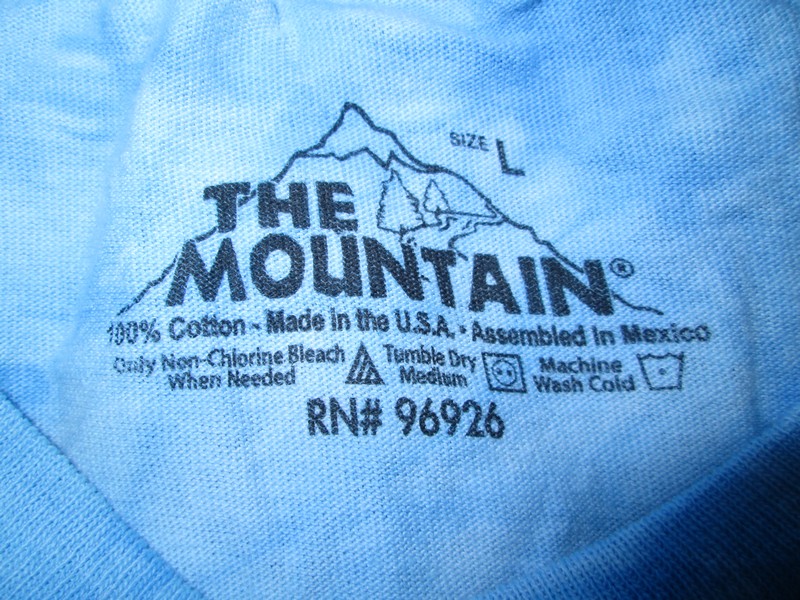 SIZE L
THE
MOUNTAIN®
100% Cotton - Made in the U.S.A. • Assembled in Mexico
Only Non-Chlorine Bleach
When Needed
Tumble Dry
Medium
Machine
Wash Cold
RN# 96926